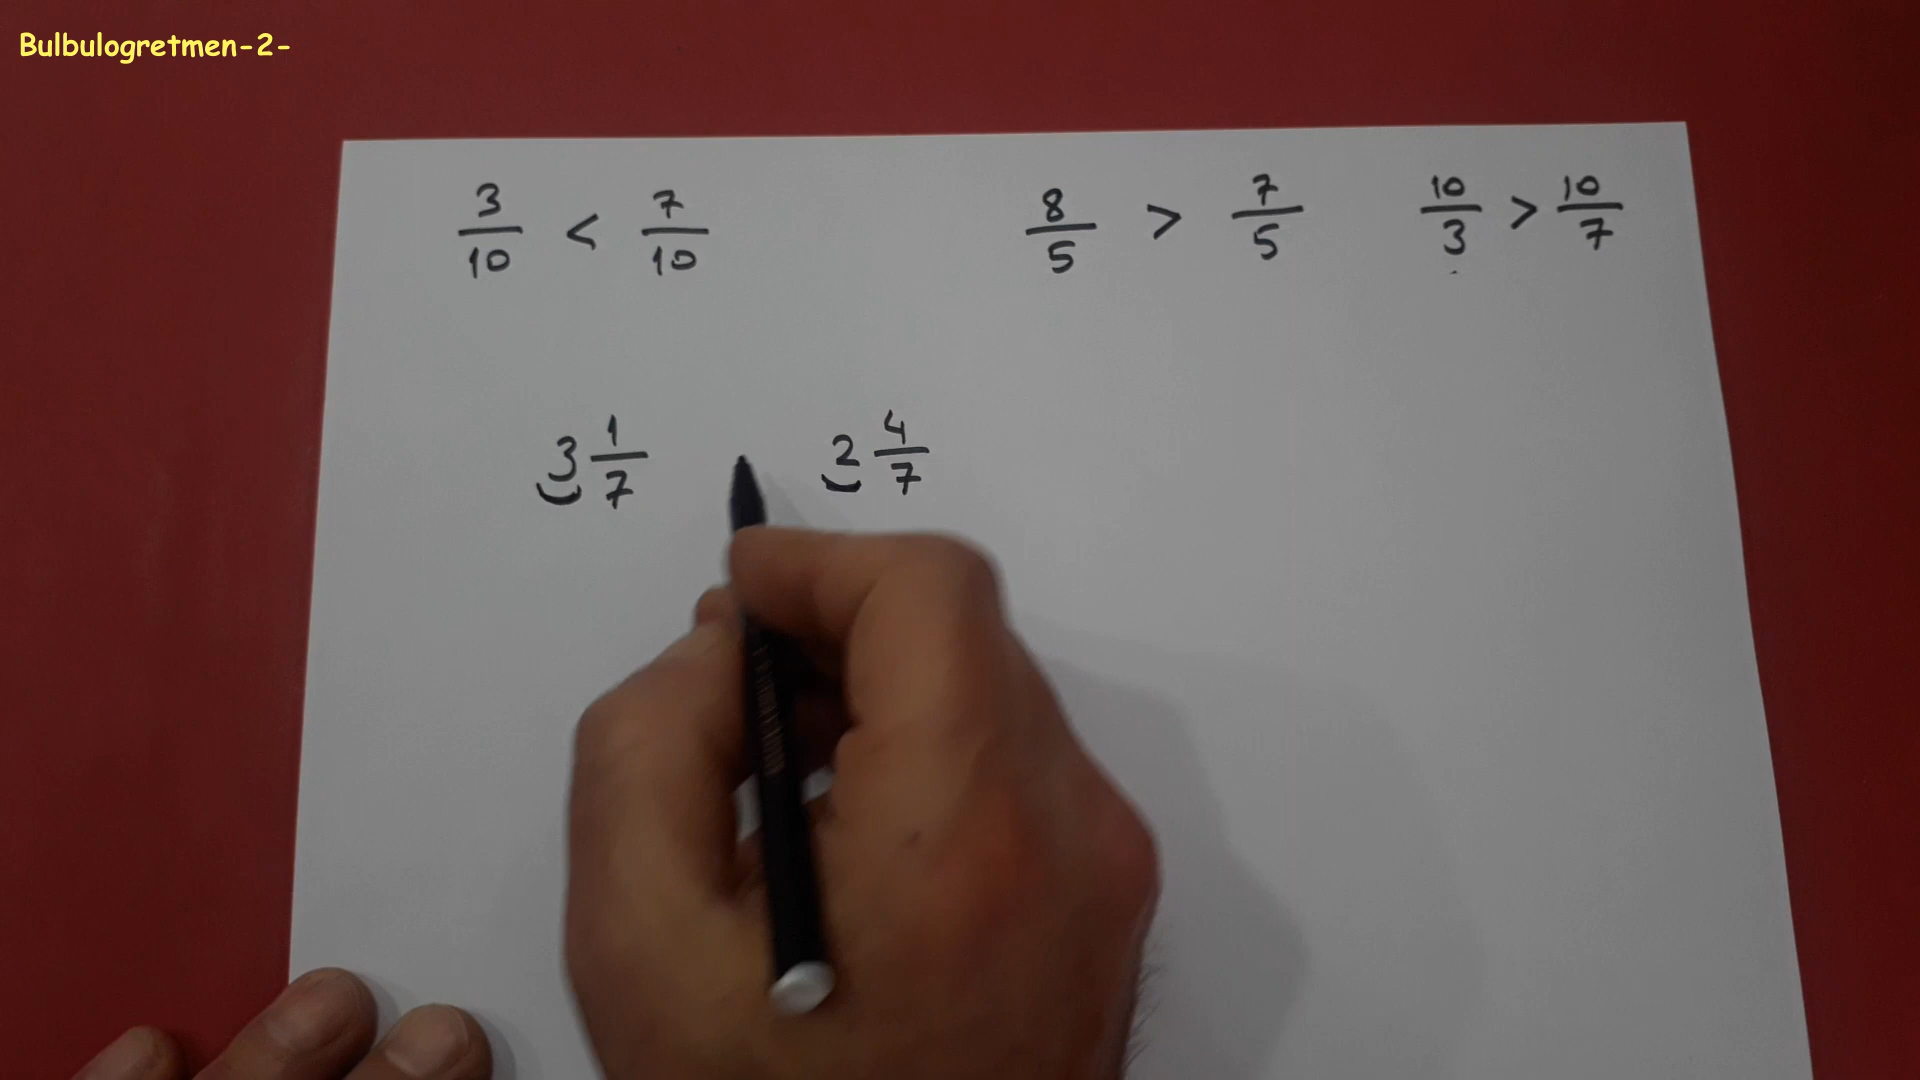 Bulbulogretmen-2-
3/10 < 7/10
8/5 > 7/5
10/3 > 10/7
3 1/7 2 4/7